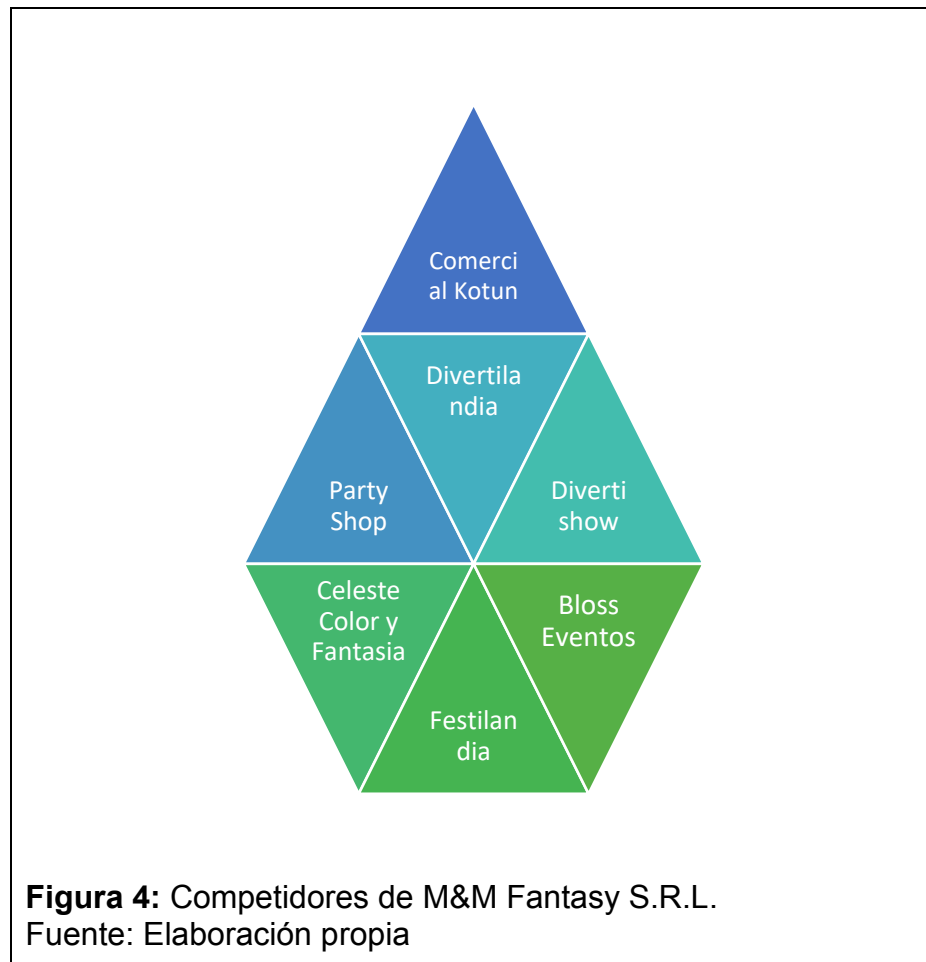 Comerci
al Kotun
Divertila
ndia
Party
Shop
Diverti
show
Celeste
Color y
Fantasia
Bloss
Eventos
Festilan
dia
Figura 4: Competidores de M&M Fantasy S.R.L.
Fuente: Elaboración propia